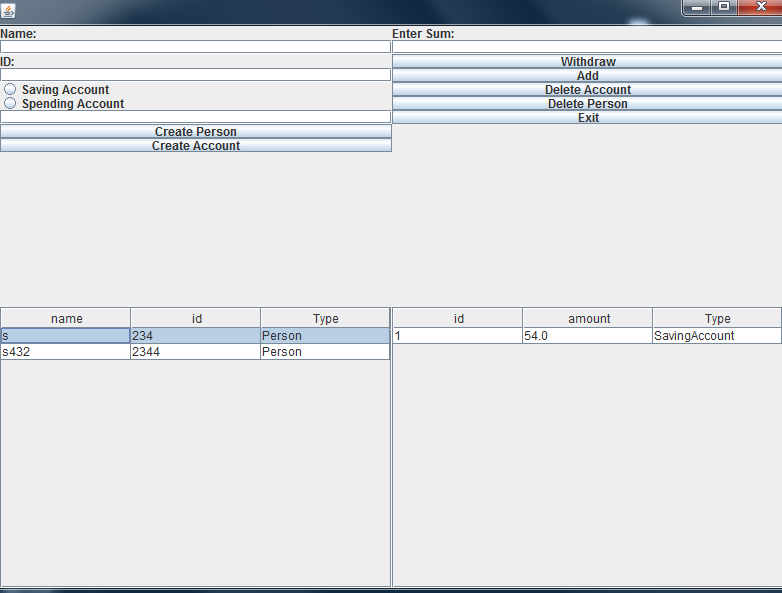 Name:
Enter Sum:
ID:
Saving Account
Spending Account
Create Person
Create Account
Withdraw
Add
Delete Account
Delete Person
Exit
name id Type
s 234 Person
s432 2344 Person
id amount Type
1 54.0 SavingAccount